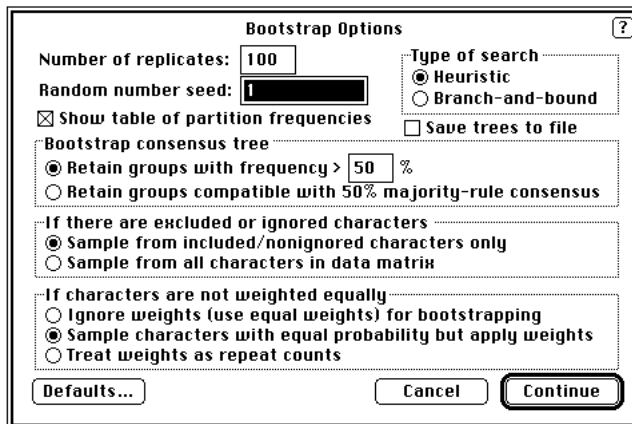 Bootstrap Options
?
Number of replicates: 100
Random number seed: 1
Type of search
Heuristic
Branch-and-bound
Show table of partition frequencies
Save trees to file
Bootstrap consensus tree
Retain groups with frequency > 50 %
Retain groups compatible with 50% majority-rule consensus
If there are excluded or ignored characters
Sample from included/nonignored characters only
Sample from all characters in data matrix
If characters are not weighted equally
Ignore weights (use equal weights) for bootstrapping
Sample characters with equal probability but apply weights
Treat weights as repeat counts
Defaults... Cancel Continue